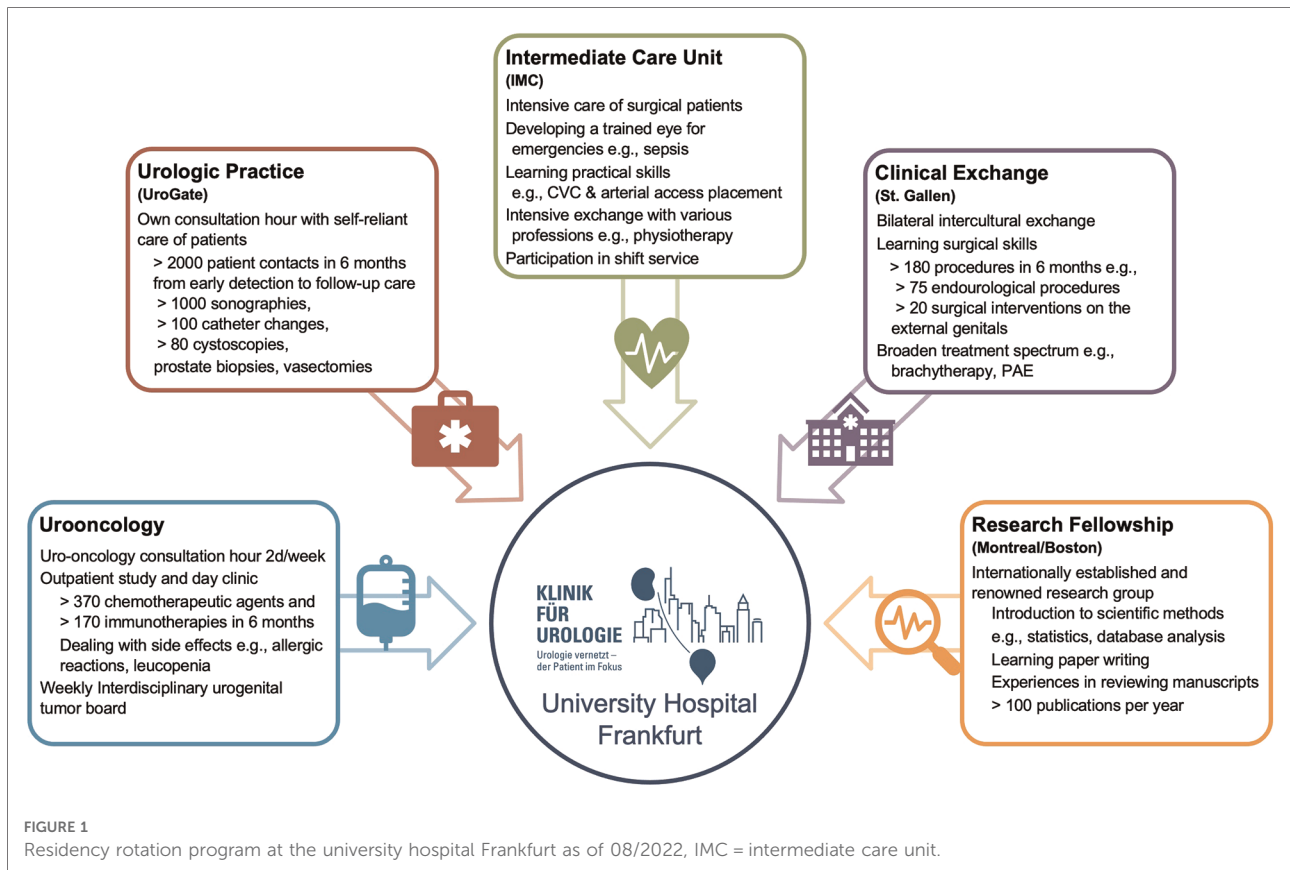 Intermediate Care Unit
(IMC)
Intensive care of surgical patients
Developing a trained eye for
emergencies e.g., sepsis
Learning practical skills
e.g., CVC & arterial access placement
Intensive exchange with various
professions e.g., physiotherapy
Participation in shift service
Urologic Practice
(UroGate)
Own consultation hour with self-reliant
care of patients
> 2000 patient contacts in 6 months
from early detection to follow-up care
> 1000 sonographies,
> 100 catheter changes,
> 80 cystoscopies,
prostate biopsies, vasectomies
Clinical Exchange
(St. Gallen)
Bilateral intercultural exchange
Learning surgical skills
> 180 procedures in 6 months e.g.,
> 75 endourological procedures
> 20 surgical interventions on the
external genitals
Broaden treatment spectrum e.g.,
brachytherapy, PAE
Urooncology
Uro-oncology consultation hour 2d/week
Outpatient study and day clinic
> 370 chemotherapeutic agents and
> 170 immunotherapies in 6 months
Dealing with side effects e.g., allergic
reactions, leucopenia
Weekly Interdisciplinary urogenital
tumor board
KLINIK
FÜR
UROLOGIE
Urologie vernetzt –
der Patient im Fokus
University Hospital
Frankfurt
Research Fellowship
(Montreal/Boston)
Internationally established and
renowned research group
Introduction to scientific methods
e.g., statistics, database analysis
Learning paper writing
Experiences in reviewing manuscripts
> 100 publications per year
FIGURE 1
Residency rotation program at the university hospital Frankfurt as of 08/2022, IMC = intermediate care unit.